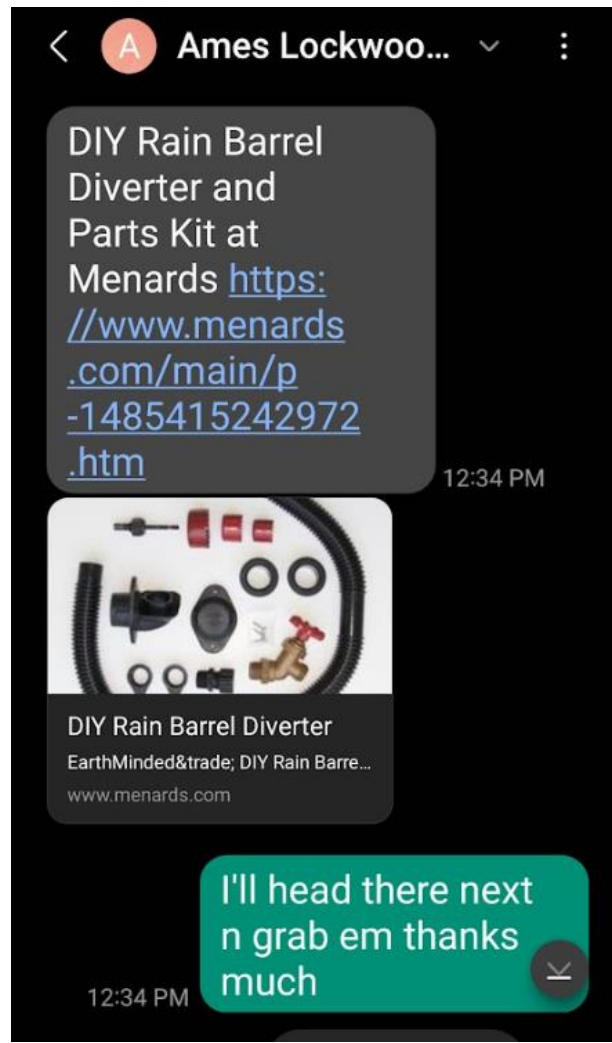 A Ames Lockwoo...
DIY Rain Barrel
Diverter and
Parts Kit at
Menards https:
//www.menards
.com/main/p
-1485415242972
.htm
12:34 PM
DIY Rain Barrel Diverter
EarthMinded&trade; DIY Rain Barre...
www.menards.com
I'll head there next
n grab em thanks
much
12:34 PM